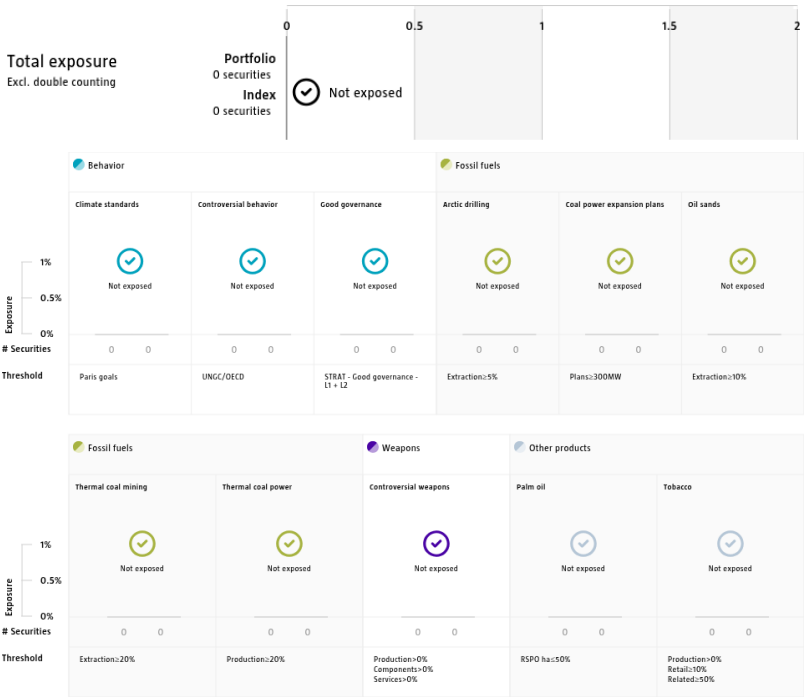 0 0.5 1 1.5 2
Total exposure
Excl. double counting
Portfolio
0 securities
Index
0 securities
Not exposed
Behavior Fossil fuels
Climate standards Controversial behavior Good governance Arctic drilling Coal power expansion plans Oil sands
Not exposed Not exposed Not exposed Not exposed Not exposed Not exposed
Exposure
1%
0.5%
0%
# Securities 0 0 0 0 0 0 0 0 0 0 0 0
Threshold Paris goals UNGC/OECD STRAT - Good governance - Extraction≥5% Plans≥300MW Extraction≥10%
L1 + L2
Fossil fuels Weapons Other products
Thermal coal mining Thermal coal power Controversial weapons Palm oil Tobacco
Not exposed Not exposed Not exposed Not exposed Not exposed
Exposure
1%
0.5%
0%
# Securities 0 0 0 0 0 0 0 0 0 0
Threshold Extraction≥20% Production≥20% Production>0% RSPO ha≤50% Production>0%
Components>0% Retail≥10%
Services>0% Related≥50%